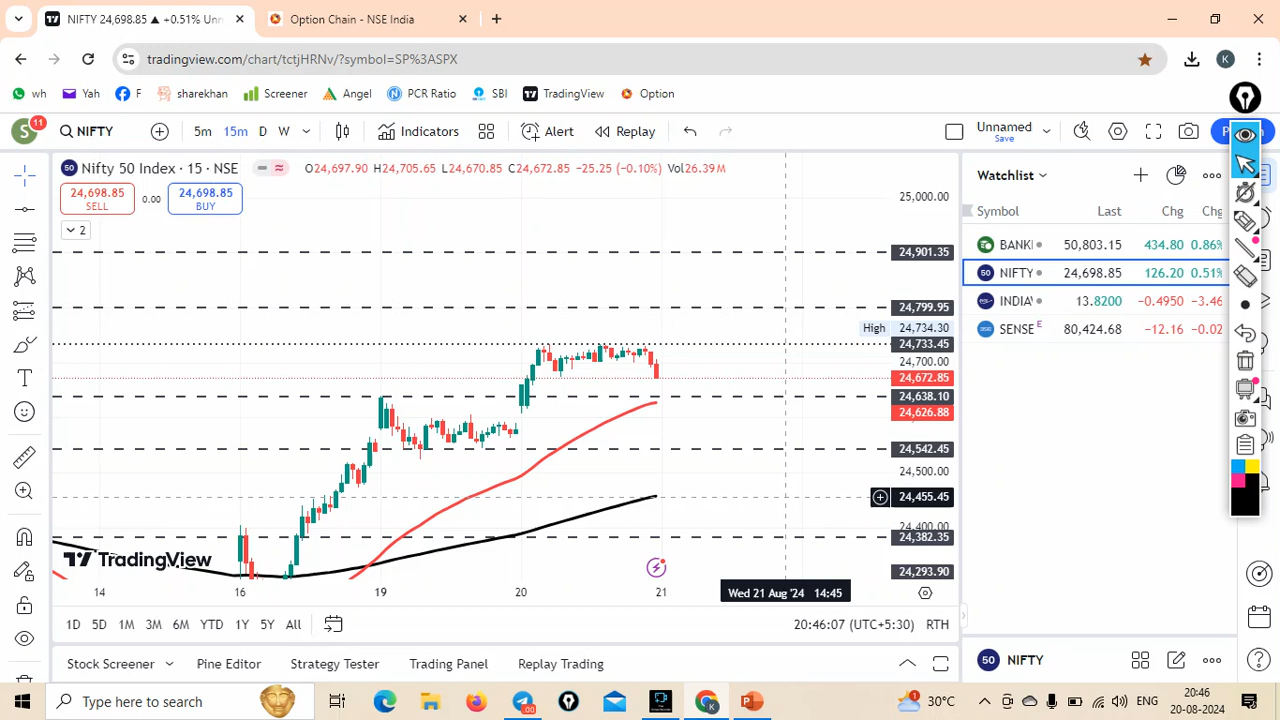 NIFTY 24,698.85 ▲ +0.51% Unn
Option Chain - NSE India
tradingview.com/chart/tctjHRNv/?symbol=SP%3ASPX
K
wh
Yah
F
sharekhan
Screener
Angel
PCR Ratio
SBI
TradingView
Option
S
11
NIFTY
5m
15m
D
W
Indicators
Alert
Replay
Unnamed
Save
Nifty 50 Index · 15 · NSE
O24,697.90 H24,705.65 L24,670.85 C24,672.85 -25.25 (-0.10%) Vol26.39M
24,698.85
SELL
0.00
24,698.85
BUY
2
25,000.00
24,901.35
24,799.95
High 24,734.30
24,733.45
24,700.00
24,672.85
24,638.10
24,626.88
24,542.45
24,500.00
24,455.45
24,400.00
24,382.35
24,293.90
TradingView
14
16
19
20
21
Wed 21 Aug '24 14:45
1D
5D
1M
3M
6M
YTD
1Y
5Y
All
20:46:07 (UTC+5:30)
RTH
Stock Screener
Pine Editor
Strategy Tester
Trading Panel
Replay Trading
Watchlist
Symbol
Last
Chg
Chg
50 BANKI 50,803.15 434.80 0.86%
50 NIFTY 24,698.85 126.20 0.51%
INDIA 13.8200 -0.4950 -3.46
SENSE E 80,424.68 -12.16 -0.02
50 NIFTY
Type here to search
.00
K
1
30°C
ENG
20:46
20-08-2024